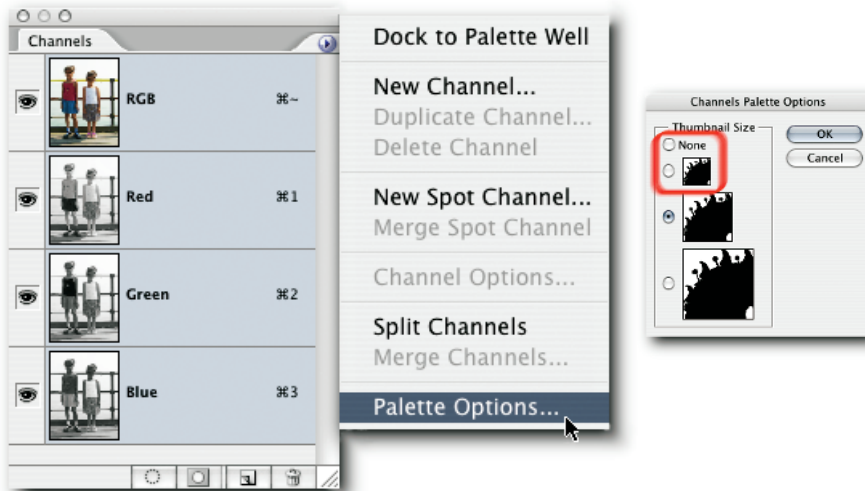 Channels
RGB ⌘~
Red ⌘1
Green ⌘2
Blue ⌘3
Dock to Palette Well
New Channel...
Duplicate Channel...
Delete Channel
New Spot Channel...
Merge Spot Channel
Channel Options...
Split Channels
Merge Channels...
Palette Options...
Channels Palette Options
Thumbnail Size
None
OK
Cancel